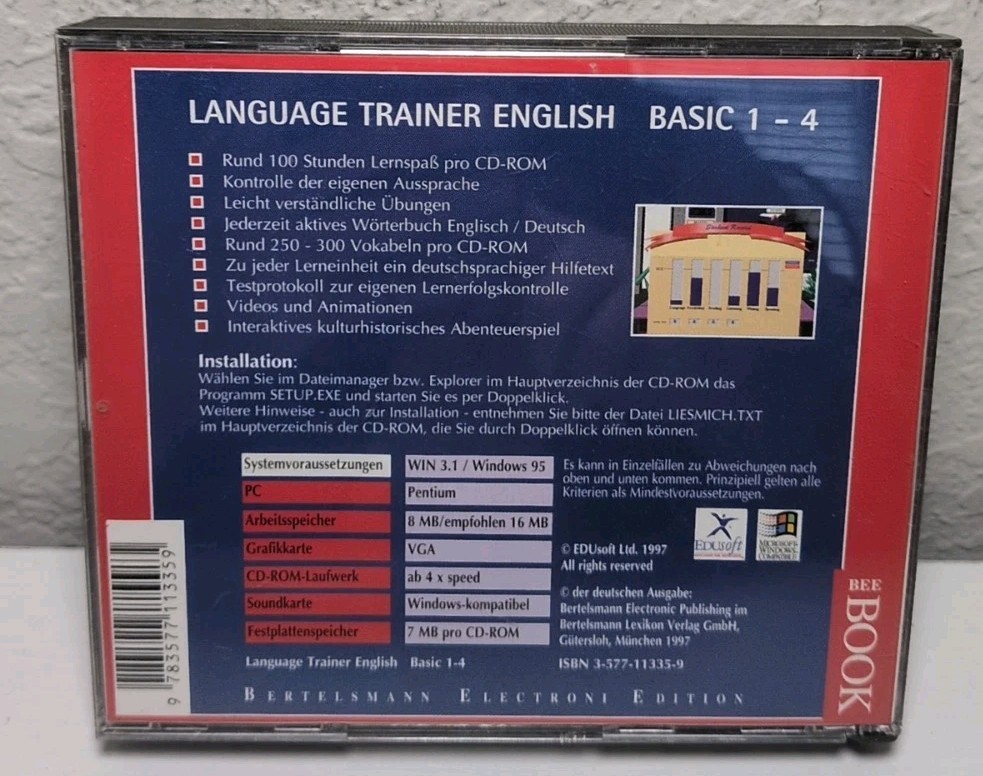 LANGUAGE TRAINER ENGLISH BASIC 1 - 4
Rund 100 Stunden Lernspaß pro CD-ROM
Kontrolle der eigenen Aussprache
Leicht verständliche Übungen
Jederzeit aktives Wörterbuch Englisch / Deutsch
Rund 250 - 300 Vokabeln pro CD-ROM
Zu jeder Lerneinheit ein deutschsprachiger Hilfetext
Testprotokoll zur eigenen Lernerfolgskontrolle
Videos und Animationen
Interaktives kulturhistorisches Abenteuerspiel
Student Record
Installation:
Wählen Sie im Dateimanager bzw. Explorer im Hauptverzeichnis der CD-ROM das
Programm SETUP.EXE und starten Sie es per Doppelklick.
Weitere Hinweise - auch zur Installation - entnehmen Sie bitte der Datei LIESMICH.TXT
im Hauptverzeichnis der CD-ROM, die Sie durch Doppelklick öffnen können.
Systemvoraussetzungen WIN 3.1 / Windows 95
PC Pentium
Arbeitsspeicher 8 MB/empfohlen 16 MB
Grafikkarte VGA
CD-ROM-Laufwerk ab 4 x speed
Soundkarte Windows-kompatibel
Festplattenspeicher 7 MB pro CD-ROM
Es kann in Einzelfällen zu Abweichungen nach
oben und unten kommen. Prinzipiell gelten alle
Kriterien als Mindestvoraussetzungen.
EDUsoft
MICROSOFT
WINDOWS
COMPATIBLE
© EDUsoft Ltd. 1997
All rights reserved
© der deutschen Ausgabe:
Bertelsmann Electronic Publishing im
Bertelsmann Lexikon Verlag GmbH,
Gütersloh, München 1997
Language Trainer English Basic 1-4 ISBN 3-577-11335-9
BERTELSMANN ELECTRONI EDITION
9 783577 113359
BEE
BOOK